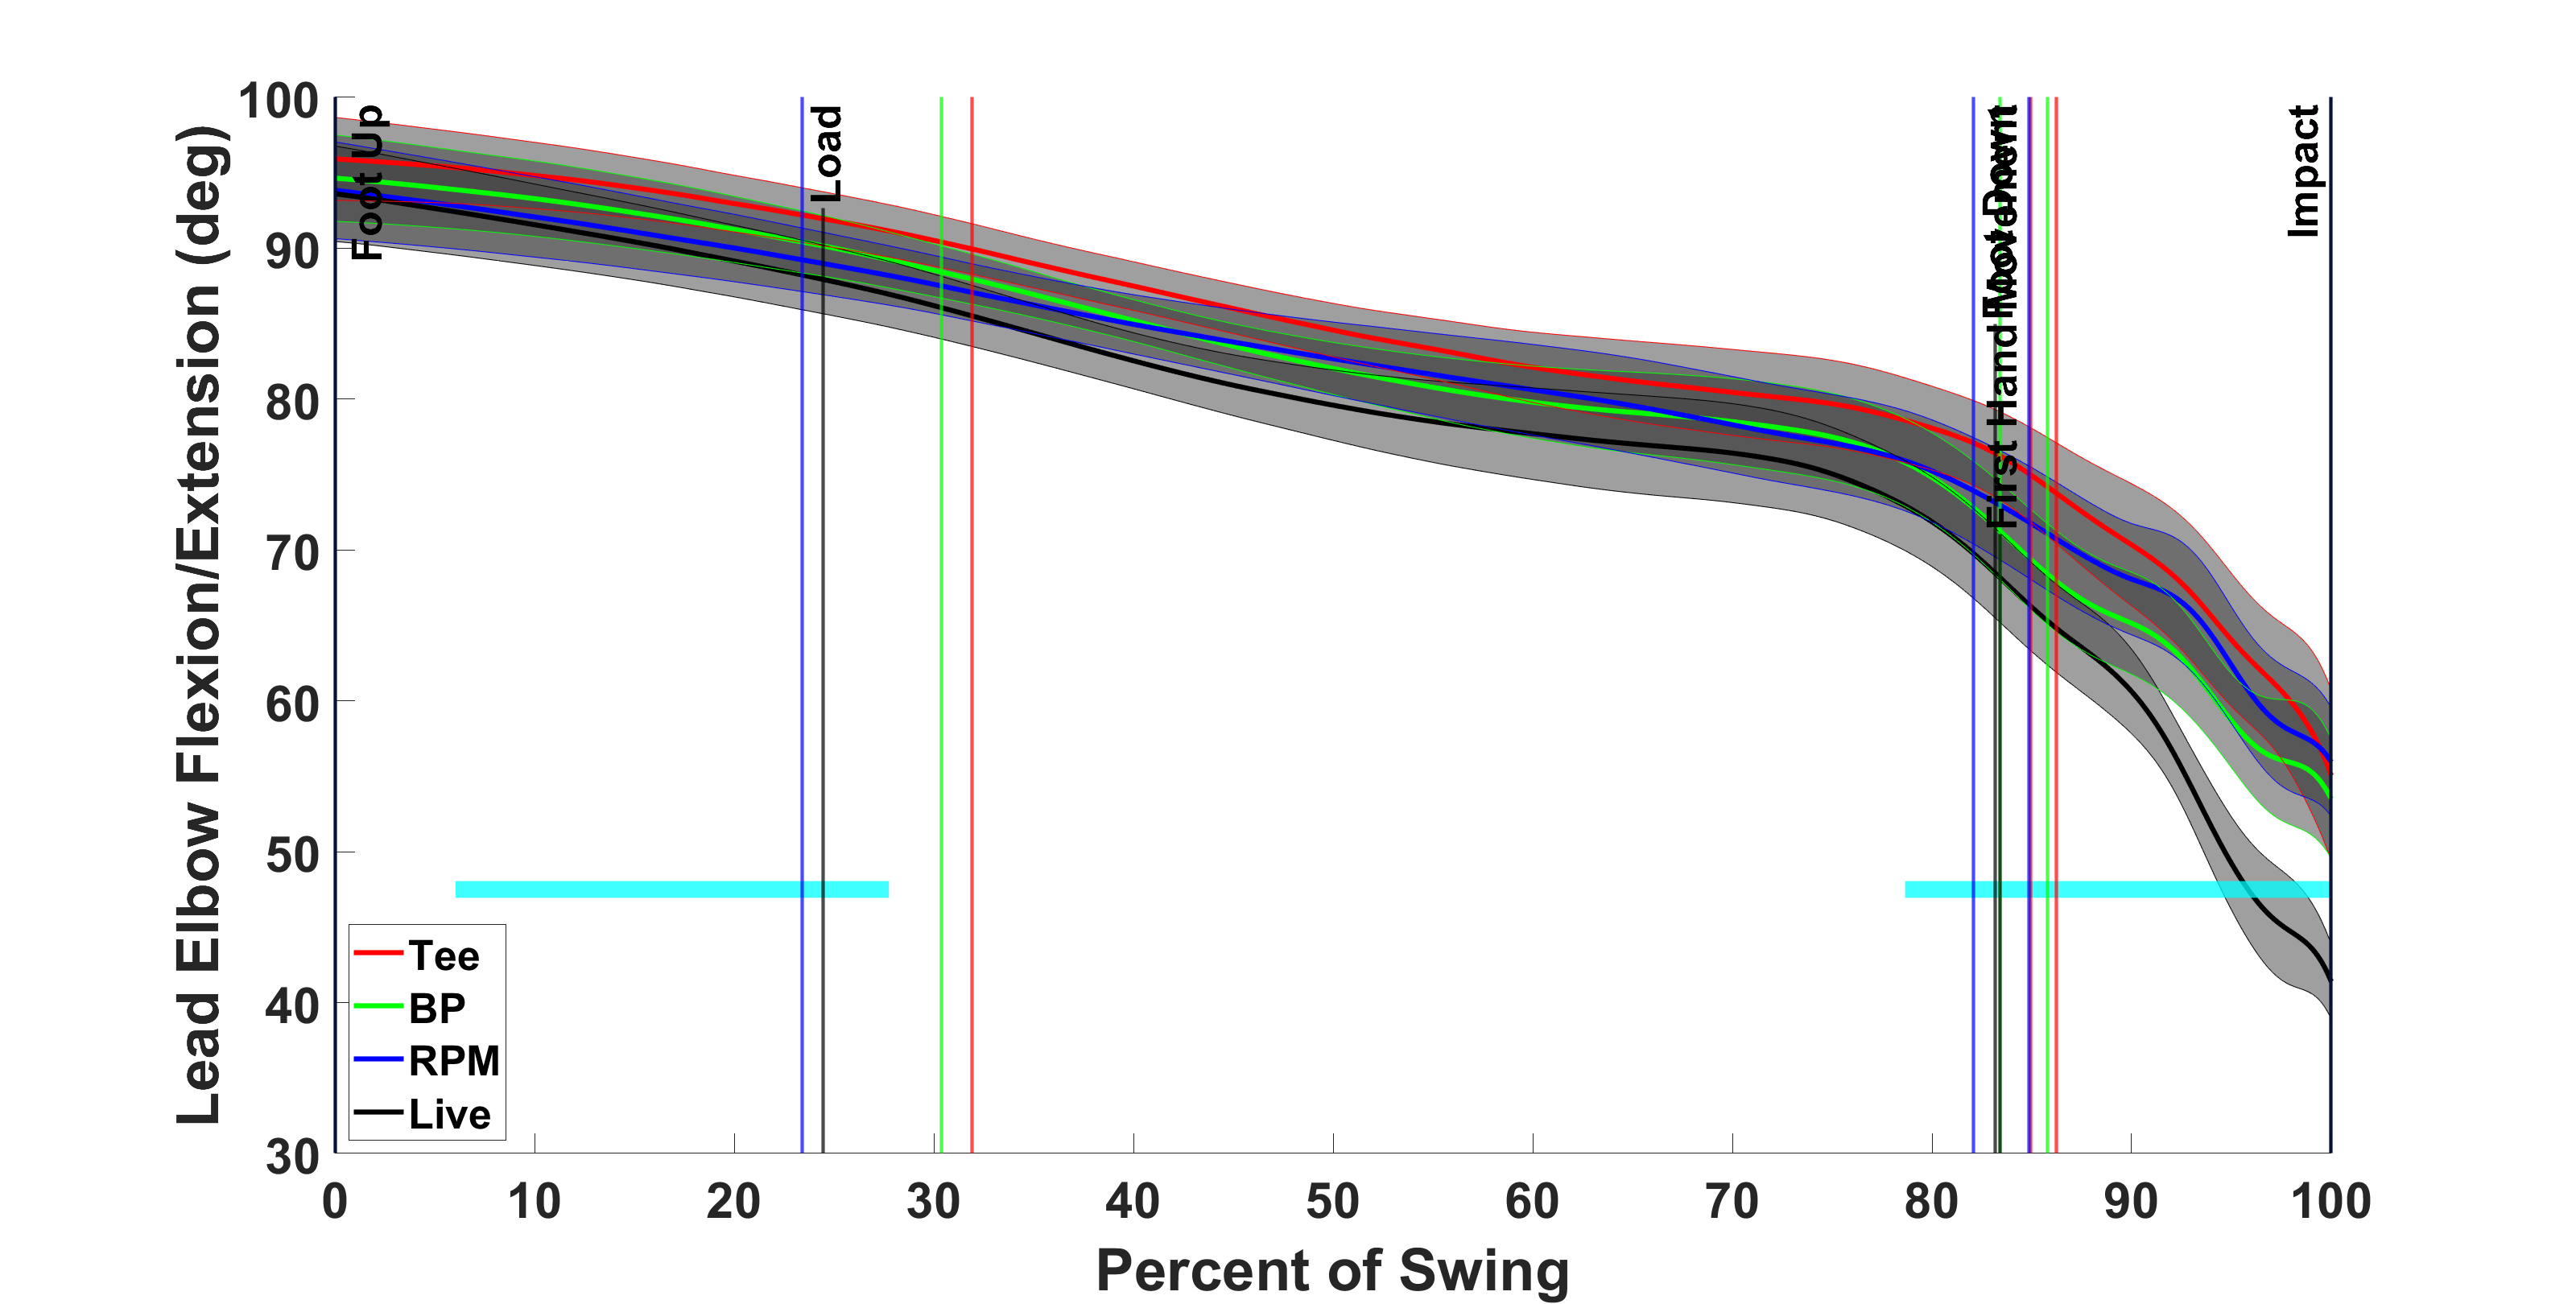 Lead Elbow Flexion/Extension (deg)
100
90
80
70
60
50
40
30
Foot Up
Load
Foot Down
First Hand Movement
Impact
Tee
BP
RPM
Live
0 10 20 30 40 50 60 70 80 90 100
Percent of Swing